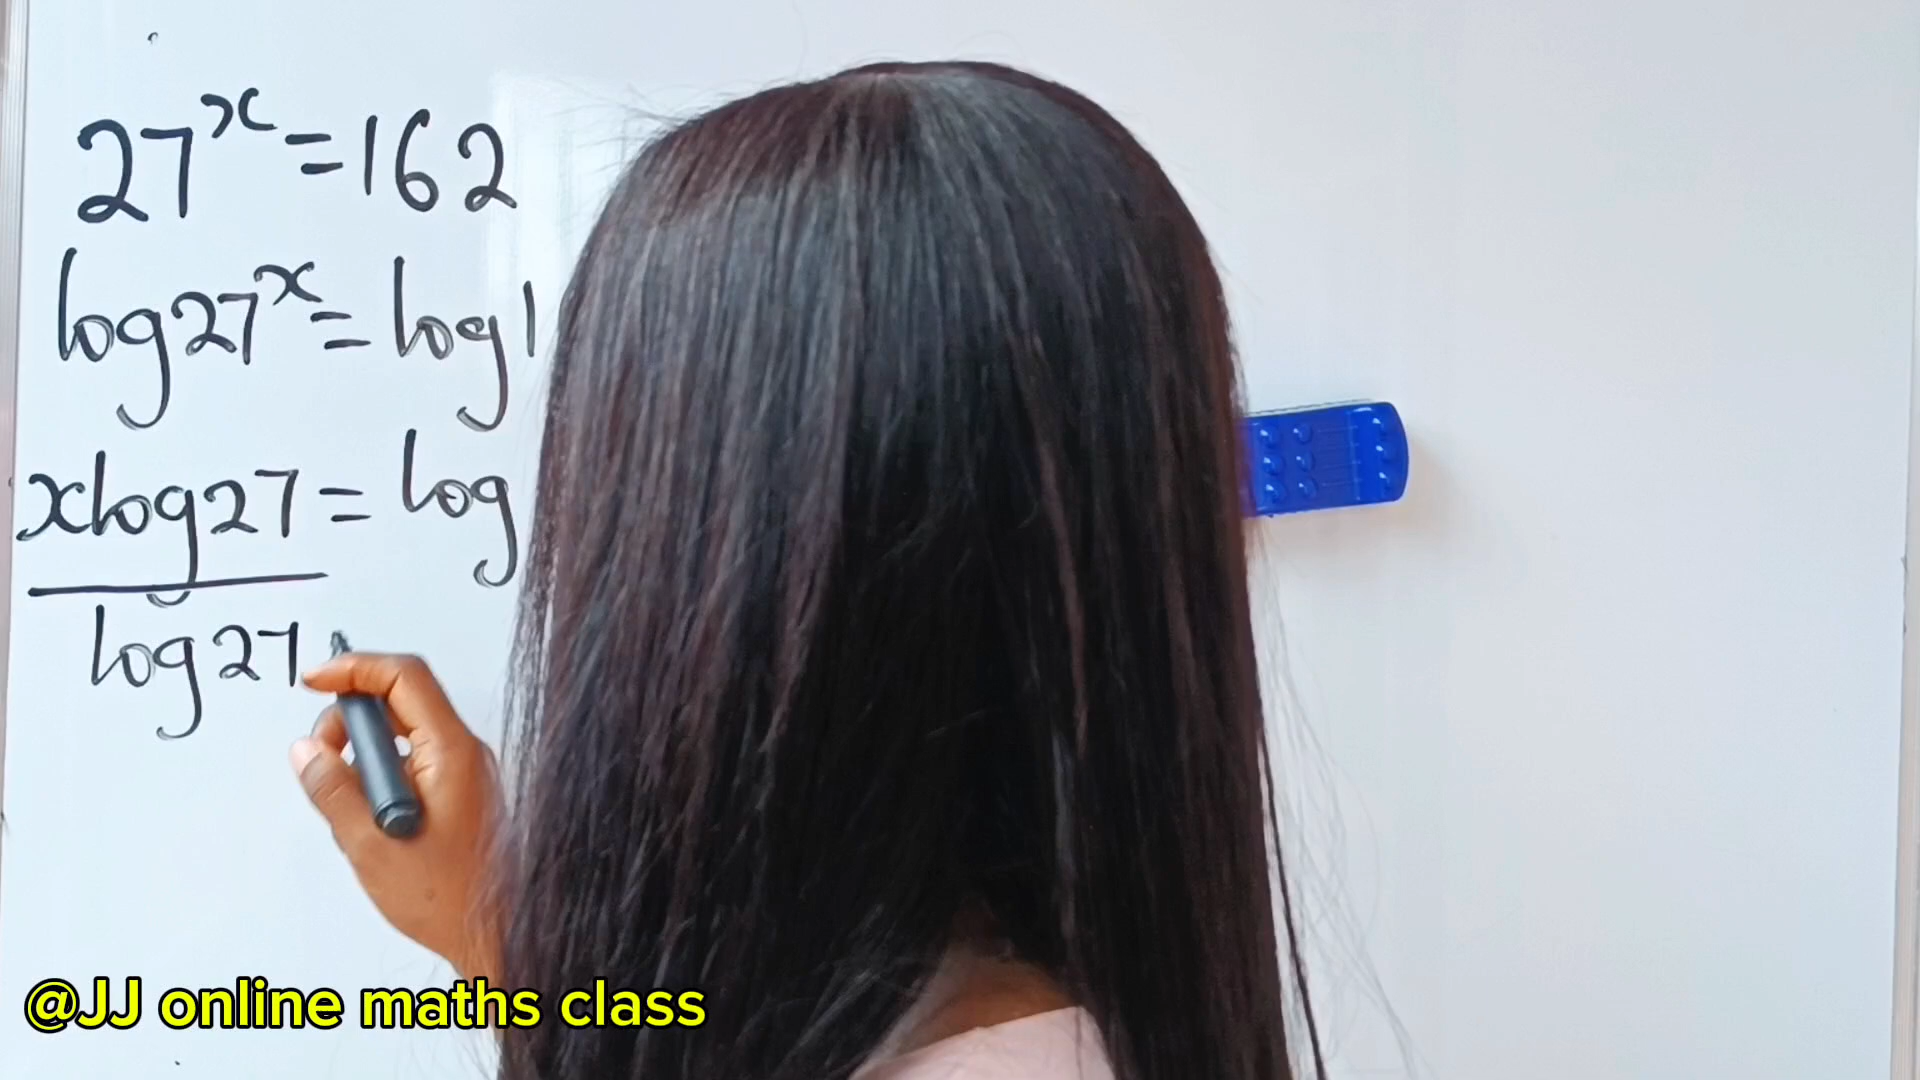 27^x = 162
log27^x = log1
xlog27 = log
log27
@JJ online maths class